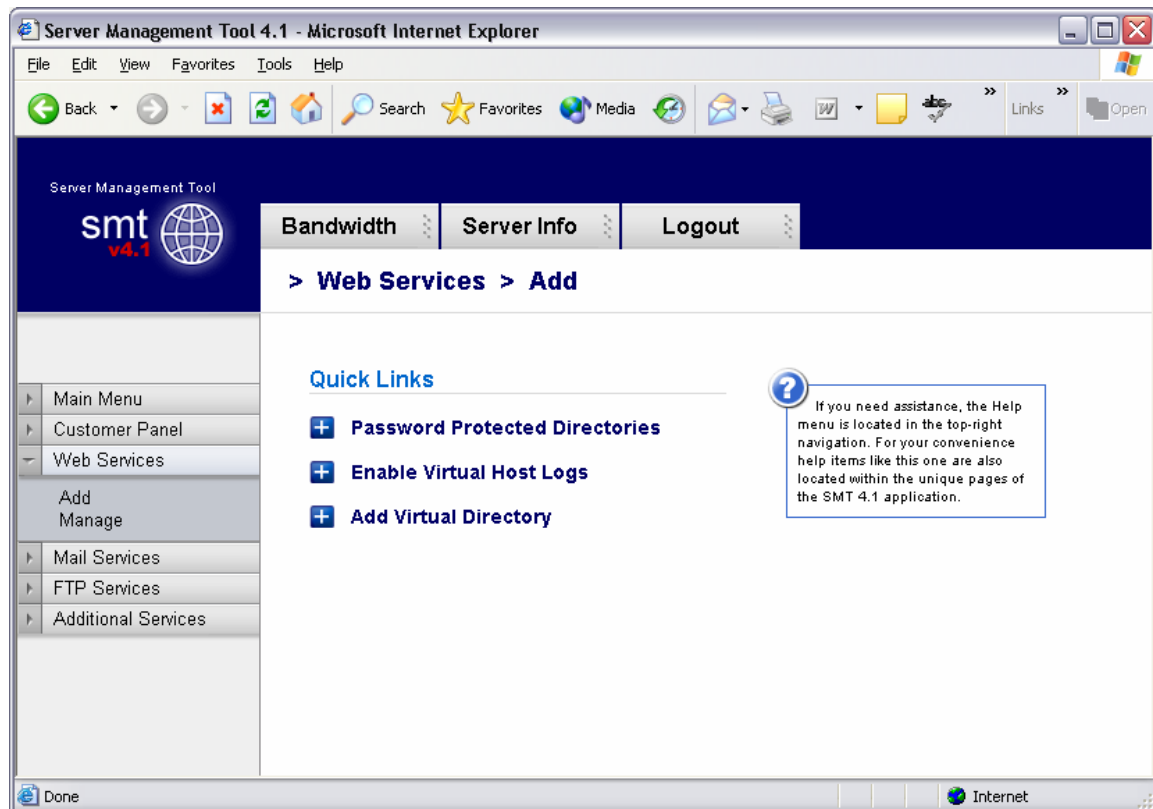 Server Management Tool 4.1 - Microsoft Internet Explorer
File Edit View Favorites Tools Help
Back Search Favorites Media W abc » Links » Open
Server Management Tool
smt
v4.1
Bandwidth Server Info Logout
> Web Services > Add
Main Menu
Customer Panel
Web Services
Add
Manage
Mail Services
FTP Services
Additional Services
Quick Links
Password Protected Directories
Enable Virtual Host Logs
Add Virtual Directory
?
If you need assistance, the Help
menu is located in the top-right
navigation. For your convenience
help items like this one are also
located within the unique pages of
the SMT 4.1 application.
Done Internet